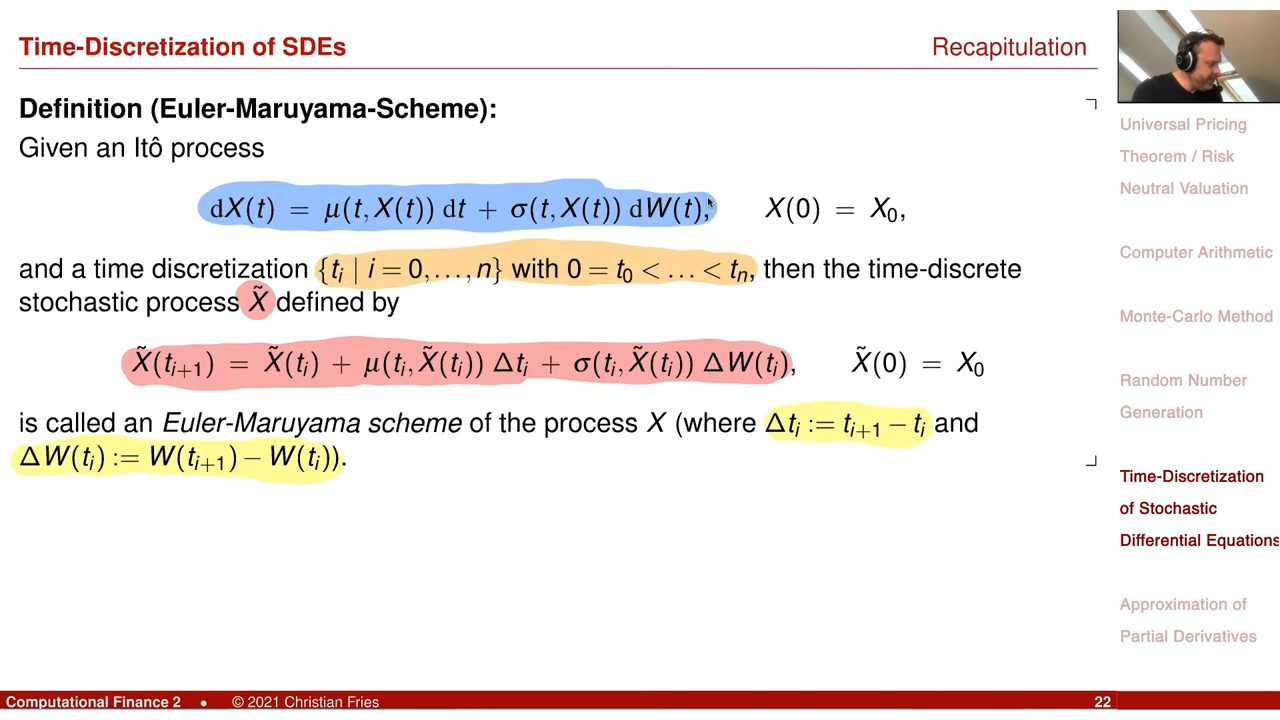 Time-Discretization of SDEs
Recapitulation
Definition (Euler-Maruyama-Scheme):
Given an Itô process
dX(t) = μ(t, X(t)) dt + σ(t, X(t)) dW(t), X(0) = X₀,
and a time discretization {tᵢ | i = 0, . . . , n} with 0 = t₀ < . . . < tₙ, then the time-discrete
stochastic process X̃ defined by
X̃(tᵢ₊₁) = X̃(tᵢ) + μ(tᵢ, X̃(tᵢ)) Δtᵢ + σ(tᵢ, X̃(tᵢ)) ΔW(tᵢ), X̃(0) = X₀
is called an Euler-Maruyama scheme of the process X (where Δtᵢ := tᵢ₊₁ − tᵢ and
ΔW(tᵢ) := W(tᵢ₊₁) − W(tᵢ)).
Universal Pricing
Theorem / Risk
Neutral Valuation
Computer Arithmetic
Monte-Carlo Method
Random Number
Generation
Time-Discretization
of Stochastic
Differential Equations
Approximation of
Partial Derivatives
Computational Finance 2 • © 2021 Christian Fries 22